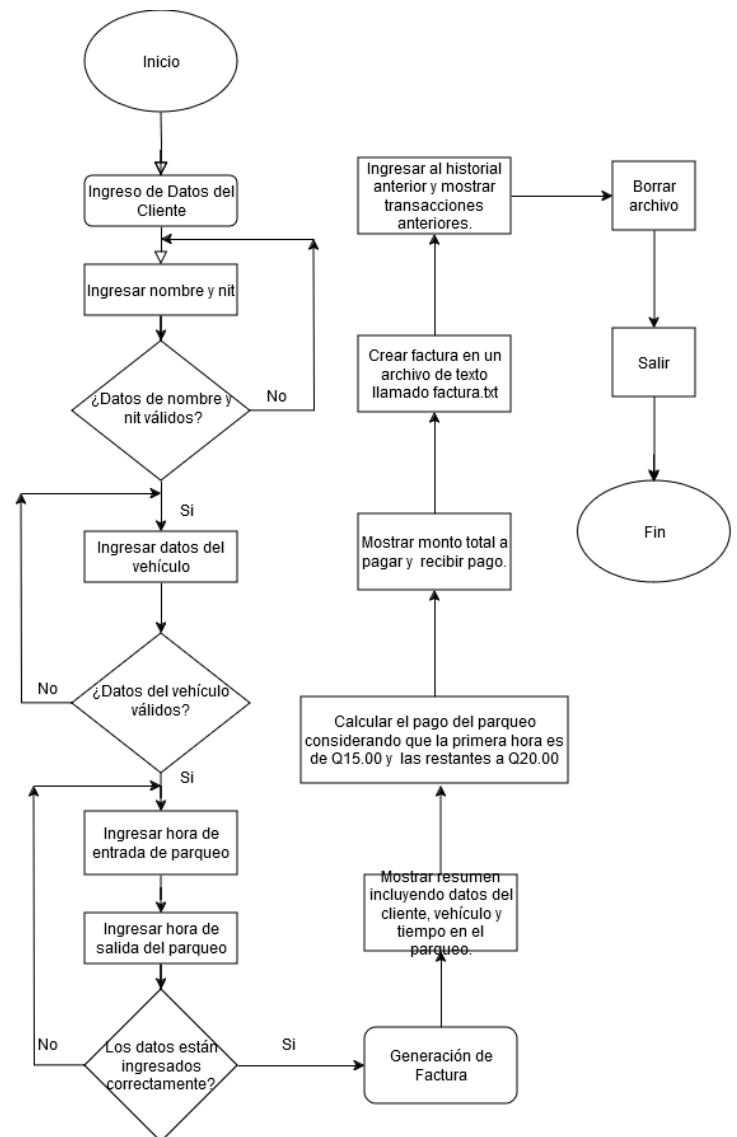 Inicio
Ingreso de Datos del
Cliente
Ingresar nombre y nit
¿Datos de nombre y
nit válidos?
No
Si
Ingresar datos del
vehículo
¿Datos del vehículo
válidos?
No
Si
Ingresar hora de
entrada de parqueo
Ingresar hora de
salida del parqueo
Los datos están
ingresados
correctamente?
No
Si
Generación de
Factura
Mostrar resumen
incluyendo datos del
cliente, vehículo y
tiempo en el
parqueo.
Calcular el pago del parqueo
considerando que la primera hora es
de Q15.00 y las restantes a Q20.00
Mostrar monto total a
pagar y recibir pago.
Crear factura en un
archivo de texto
llamado factura.txt
Ingresar al historial
anterior y mostrar
transacciones
anteriores.
Borrar
archivo
Salir
Fin